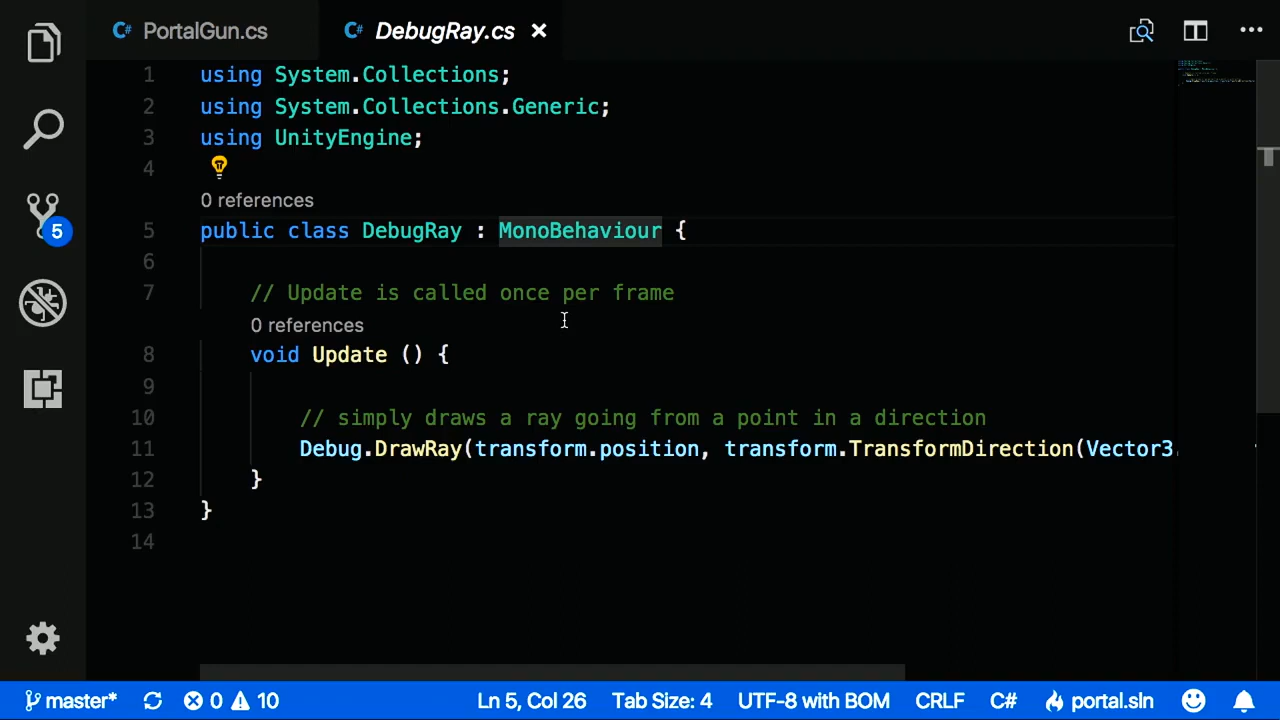 C# PortalGun.cs
C# DebugRay.cs
1 using System.Collections;
2 using System.Collections.Generic;
3 using UnityEngine;
4
0 references
5 public class DebugRay : MonoBehaviour {
6
7 // Update is called once per frame
0 references
8 void Update () {
9
10 // simply draws a ray going from a point in a direction
11 Debug.DrawRay(transform.position, transform.TransformDirection(Vector3.
12 }
13 }
14
5
master* 0 10 Ln 5, Col 26 Tab Size: 4 UTF-8 with BOM CRLF C# portal.sln